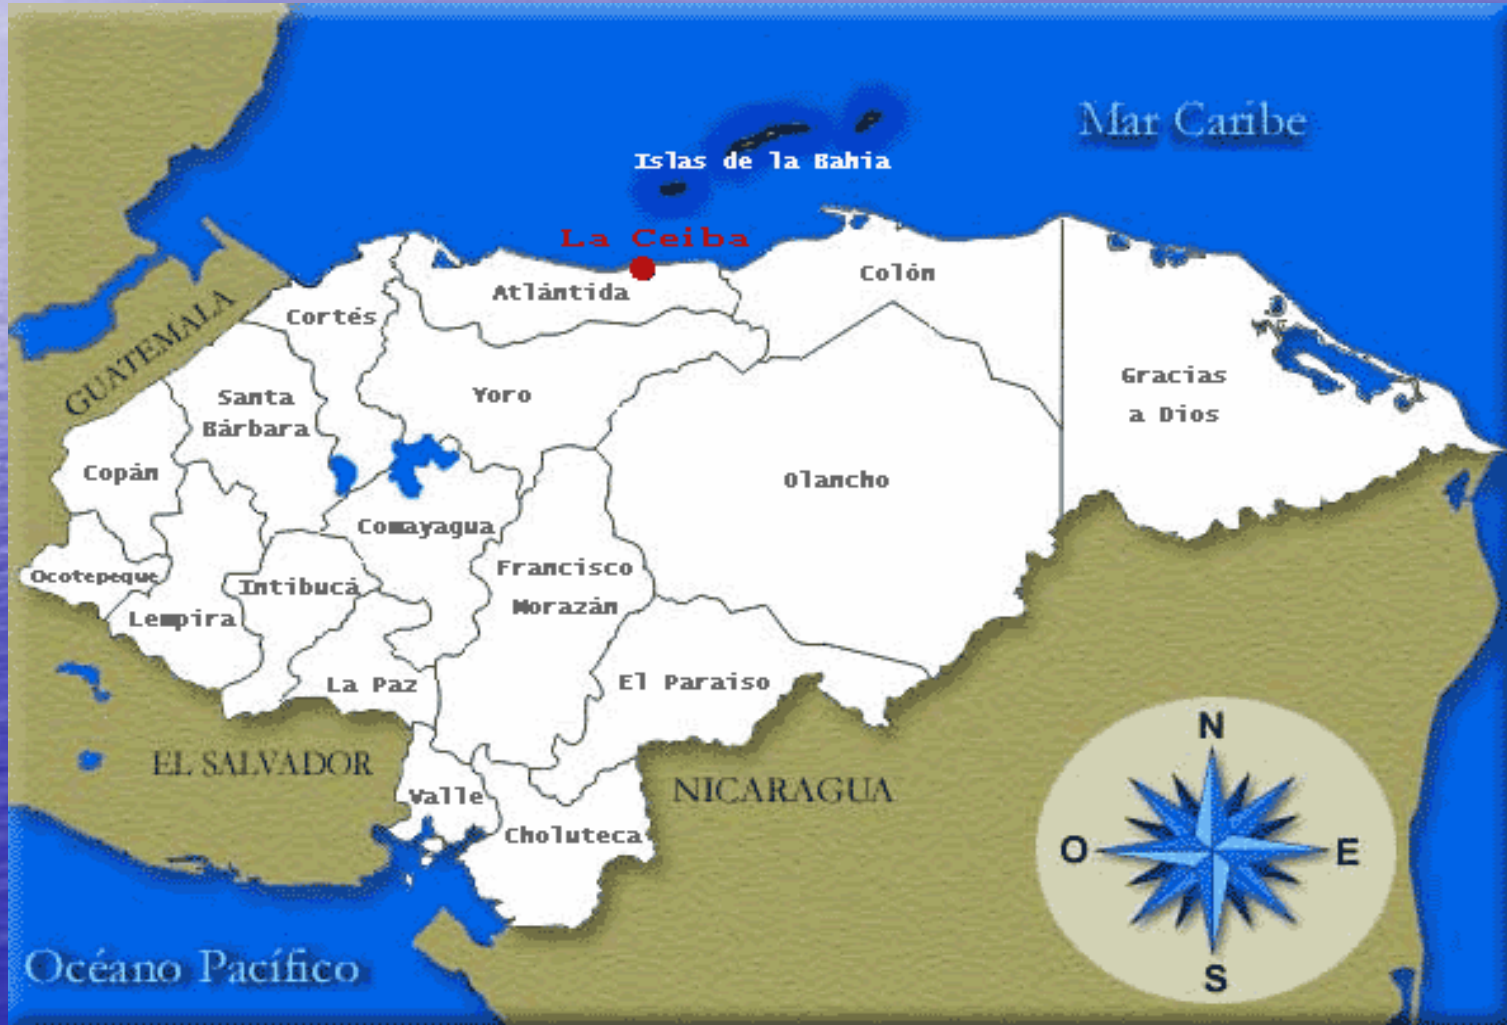 Mar Caribe
Islas de la Bahia
La Ceiba
Colón
Atlántida
Cortés
GUATEMALA
Gracias
a Dios
Santa
Bárbara
Yoro
Copán
Olancho
Comayagua
Francisco
Morazán
Ocotepeque
Intibucá
Lempira
La Paz
El Paraiso
EL SALVADOR
NICARAGUA
Valle
Choluteca
N
O
E
S
Océano Pacífico